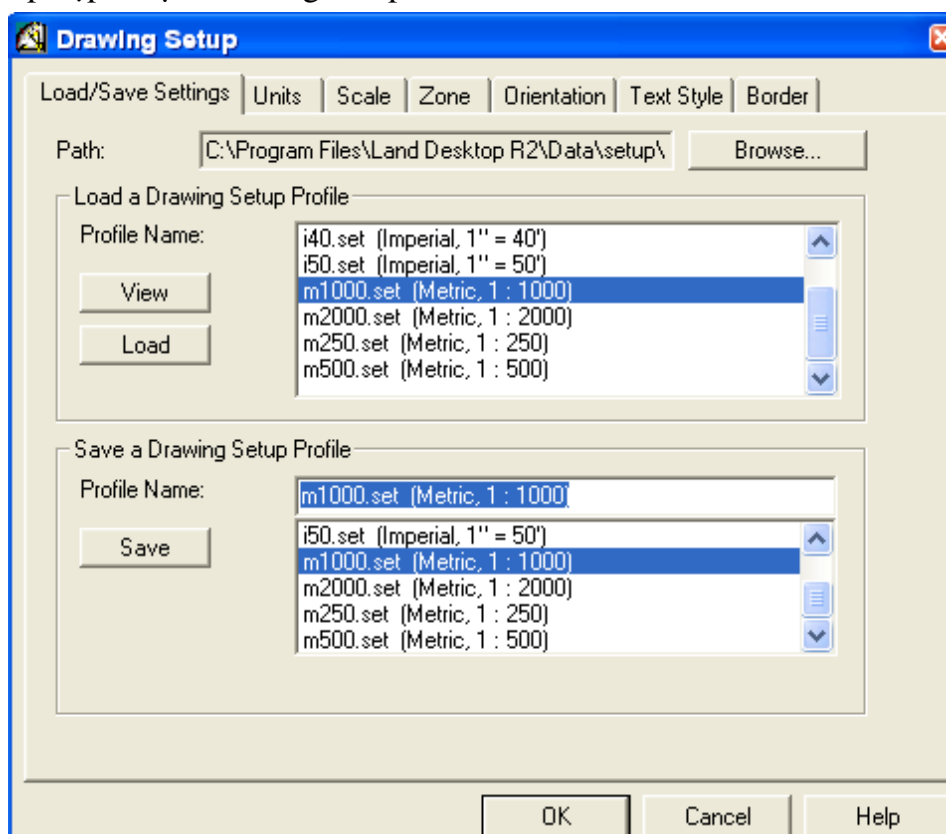 Drawing Setup
Load/Save Settings Units Scale Zone Orientation Text Style Border
Path: C:\Program Files\Land Desktop R2\Data\setup\ Browse...
Load a Drawing Setup Profile
Profile Name:
i40.set (Imperial, 1" = 40')
i50.set (Imperial, 1" = 50')
View
m1000.set (Metric, 1 : 1000)
m2000.set (Metric, 1 : 2000)
Load
m250.set (Metric, 1 : 250)
m500.set (Metric, 1 : 500)
Save a Drawing Setup Profile
Profile Name: m1000.set (Metric, 1 : 1000)
Save
i50.set (Imperial, 1" = 50')
m1000.set (Metric, 1 : 1000)
m2000.set (Metric, 1 : 2000)
m250.set (Metric, 1 : 250)
m500.set (Metric, 1 : 500)
OK Cancel Help